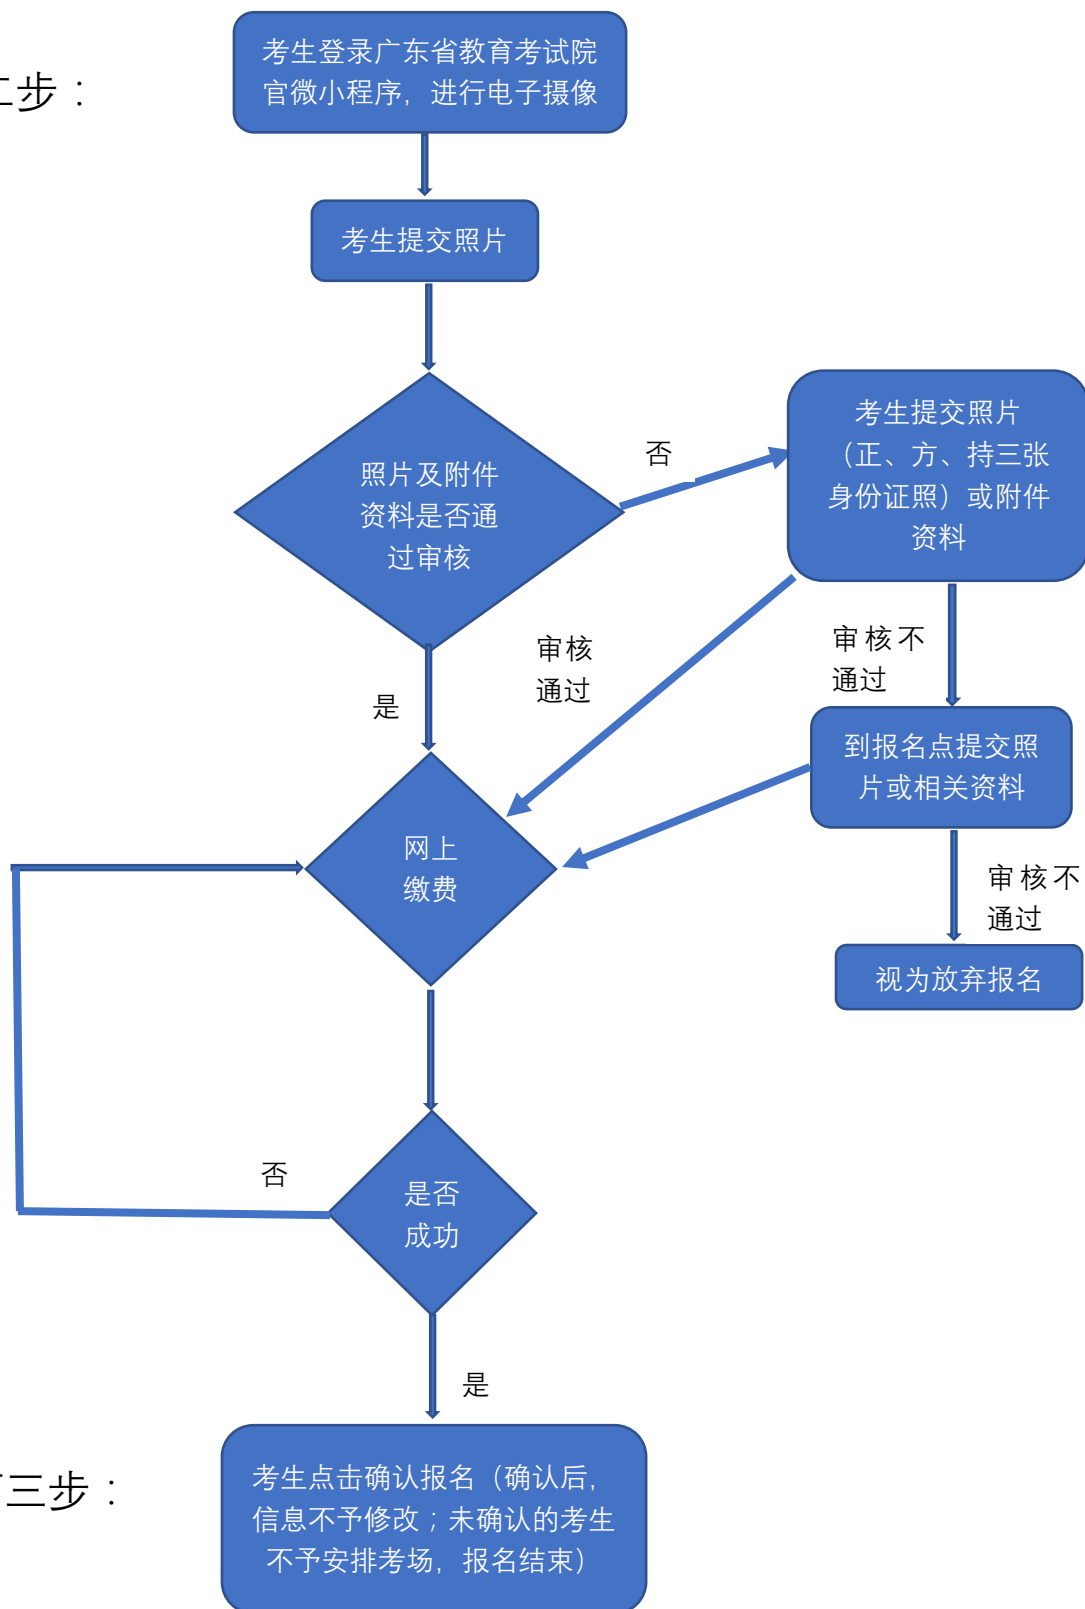 考生登录广东省教育考试院
官微小程序，进行电子摄像
二步：
考生提交照片
照片及附件
资料是否通
过审核
否
考生提交照片
（正、方、持三张
身份证照）或附件
资料
审核
通过
审核不
通过
是
到报名点提交照
片或相关资料
网上
缴费
审核不
通过
视为放弃报名
否
是否
成功
是
三步：
考生点击确认报名（确认后，
信息不予修改；未确认的考生
不予安排考场，报名结束）